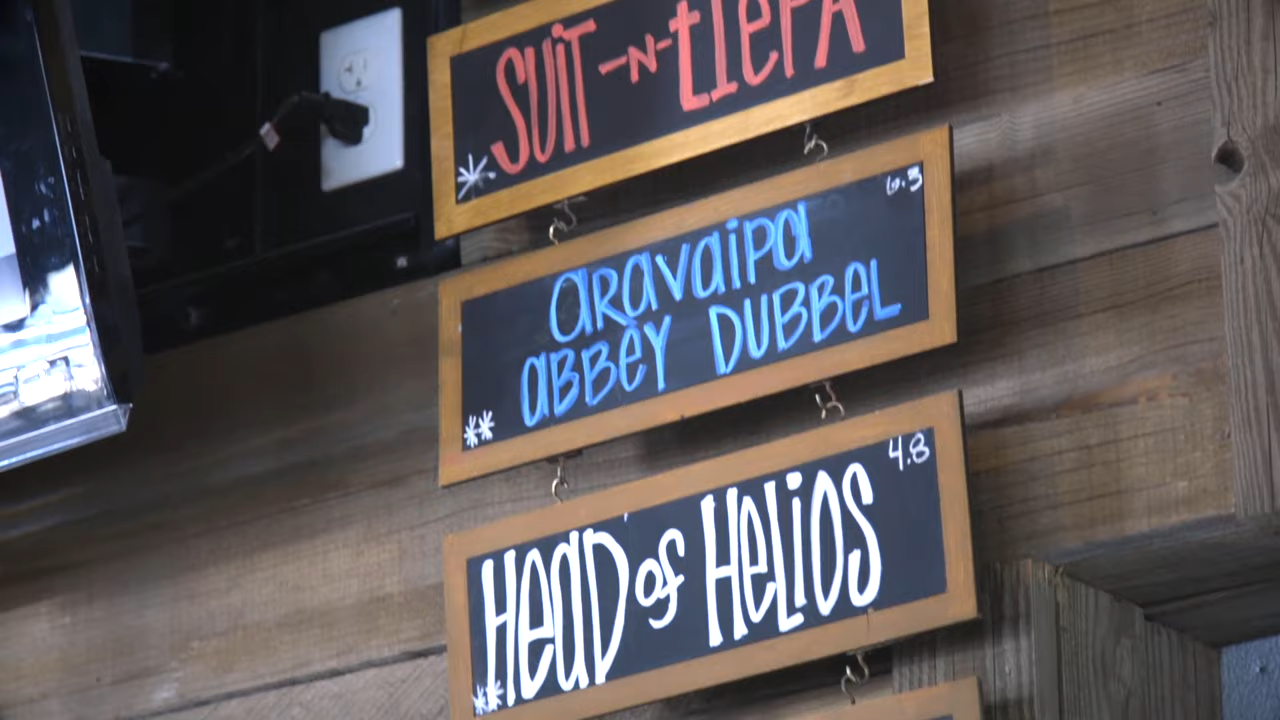 SUIT-N-TIEPA
*
6.3
ARAVAIPA
ABBEY DUBBEL
**
4.8
HEAD of HELIOS
**